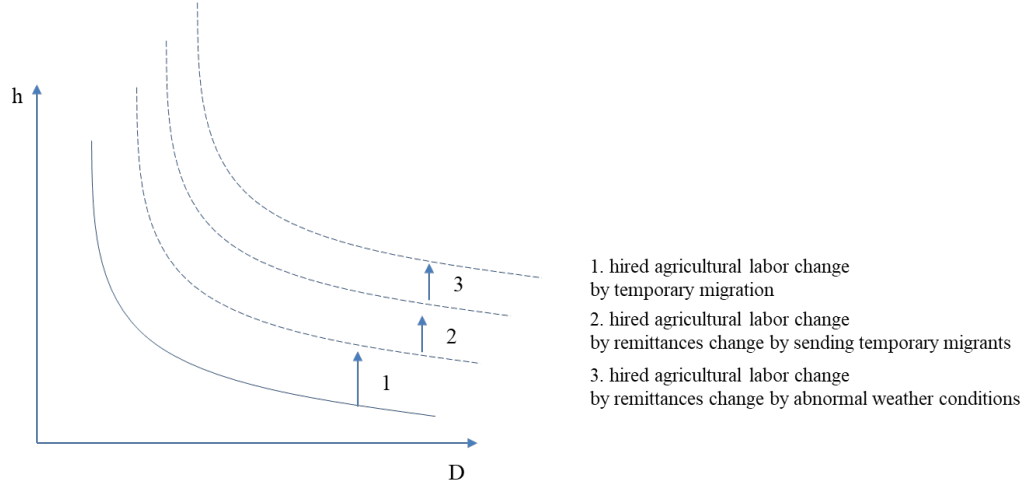 h
3
2
1
D
1. hired agricultural labor change
by temporary migration
2. hired agricultural labor change
by remittances change by sending temporary migrants
3. hired agricultural labor change
by remittances change by abnormal weather conditions